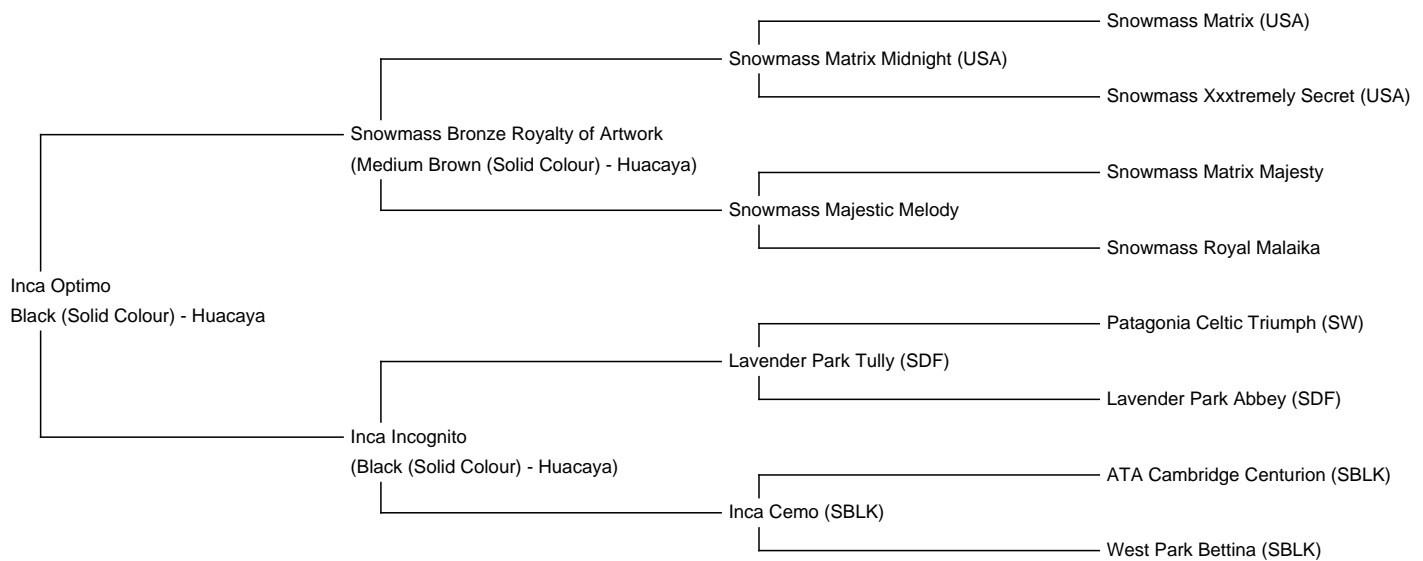 Snowmass Matrix (USA)
Snowmass Matrix Midnight (USA)
Snowmass Xxxtremely Secret (USA)
Snowmass Bronze Royalty of Artwork
(Medium Brown (Solid Colour) - Huacaya)
Snowmass Matrix Majesty
Snowmass Majestic Melody
Snowmass Royal Malaika
Inca Optimo
Black (Solid Colour) - Huacaya
Patagonia Celtic Triumph (SW)
Lavender Park Tully (SDF)
Lavender Park Abbey (SDF)
Inca Incognito
(Black (Solid Colour) - Huacaya)
ATA Cambridge Centurion (SBLK)
Inca Cemo (SBLK)
West Park Bettina (SBLK)